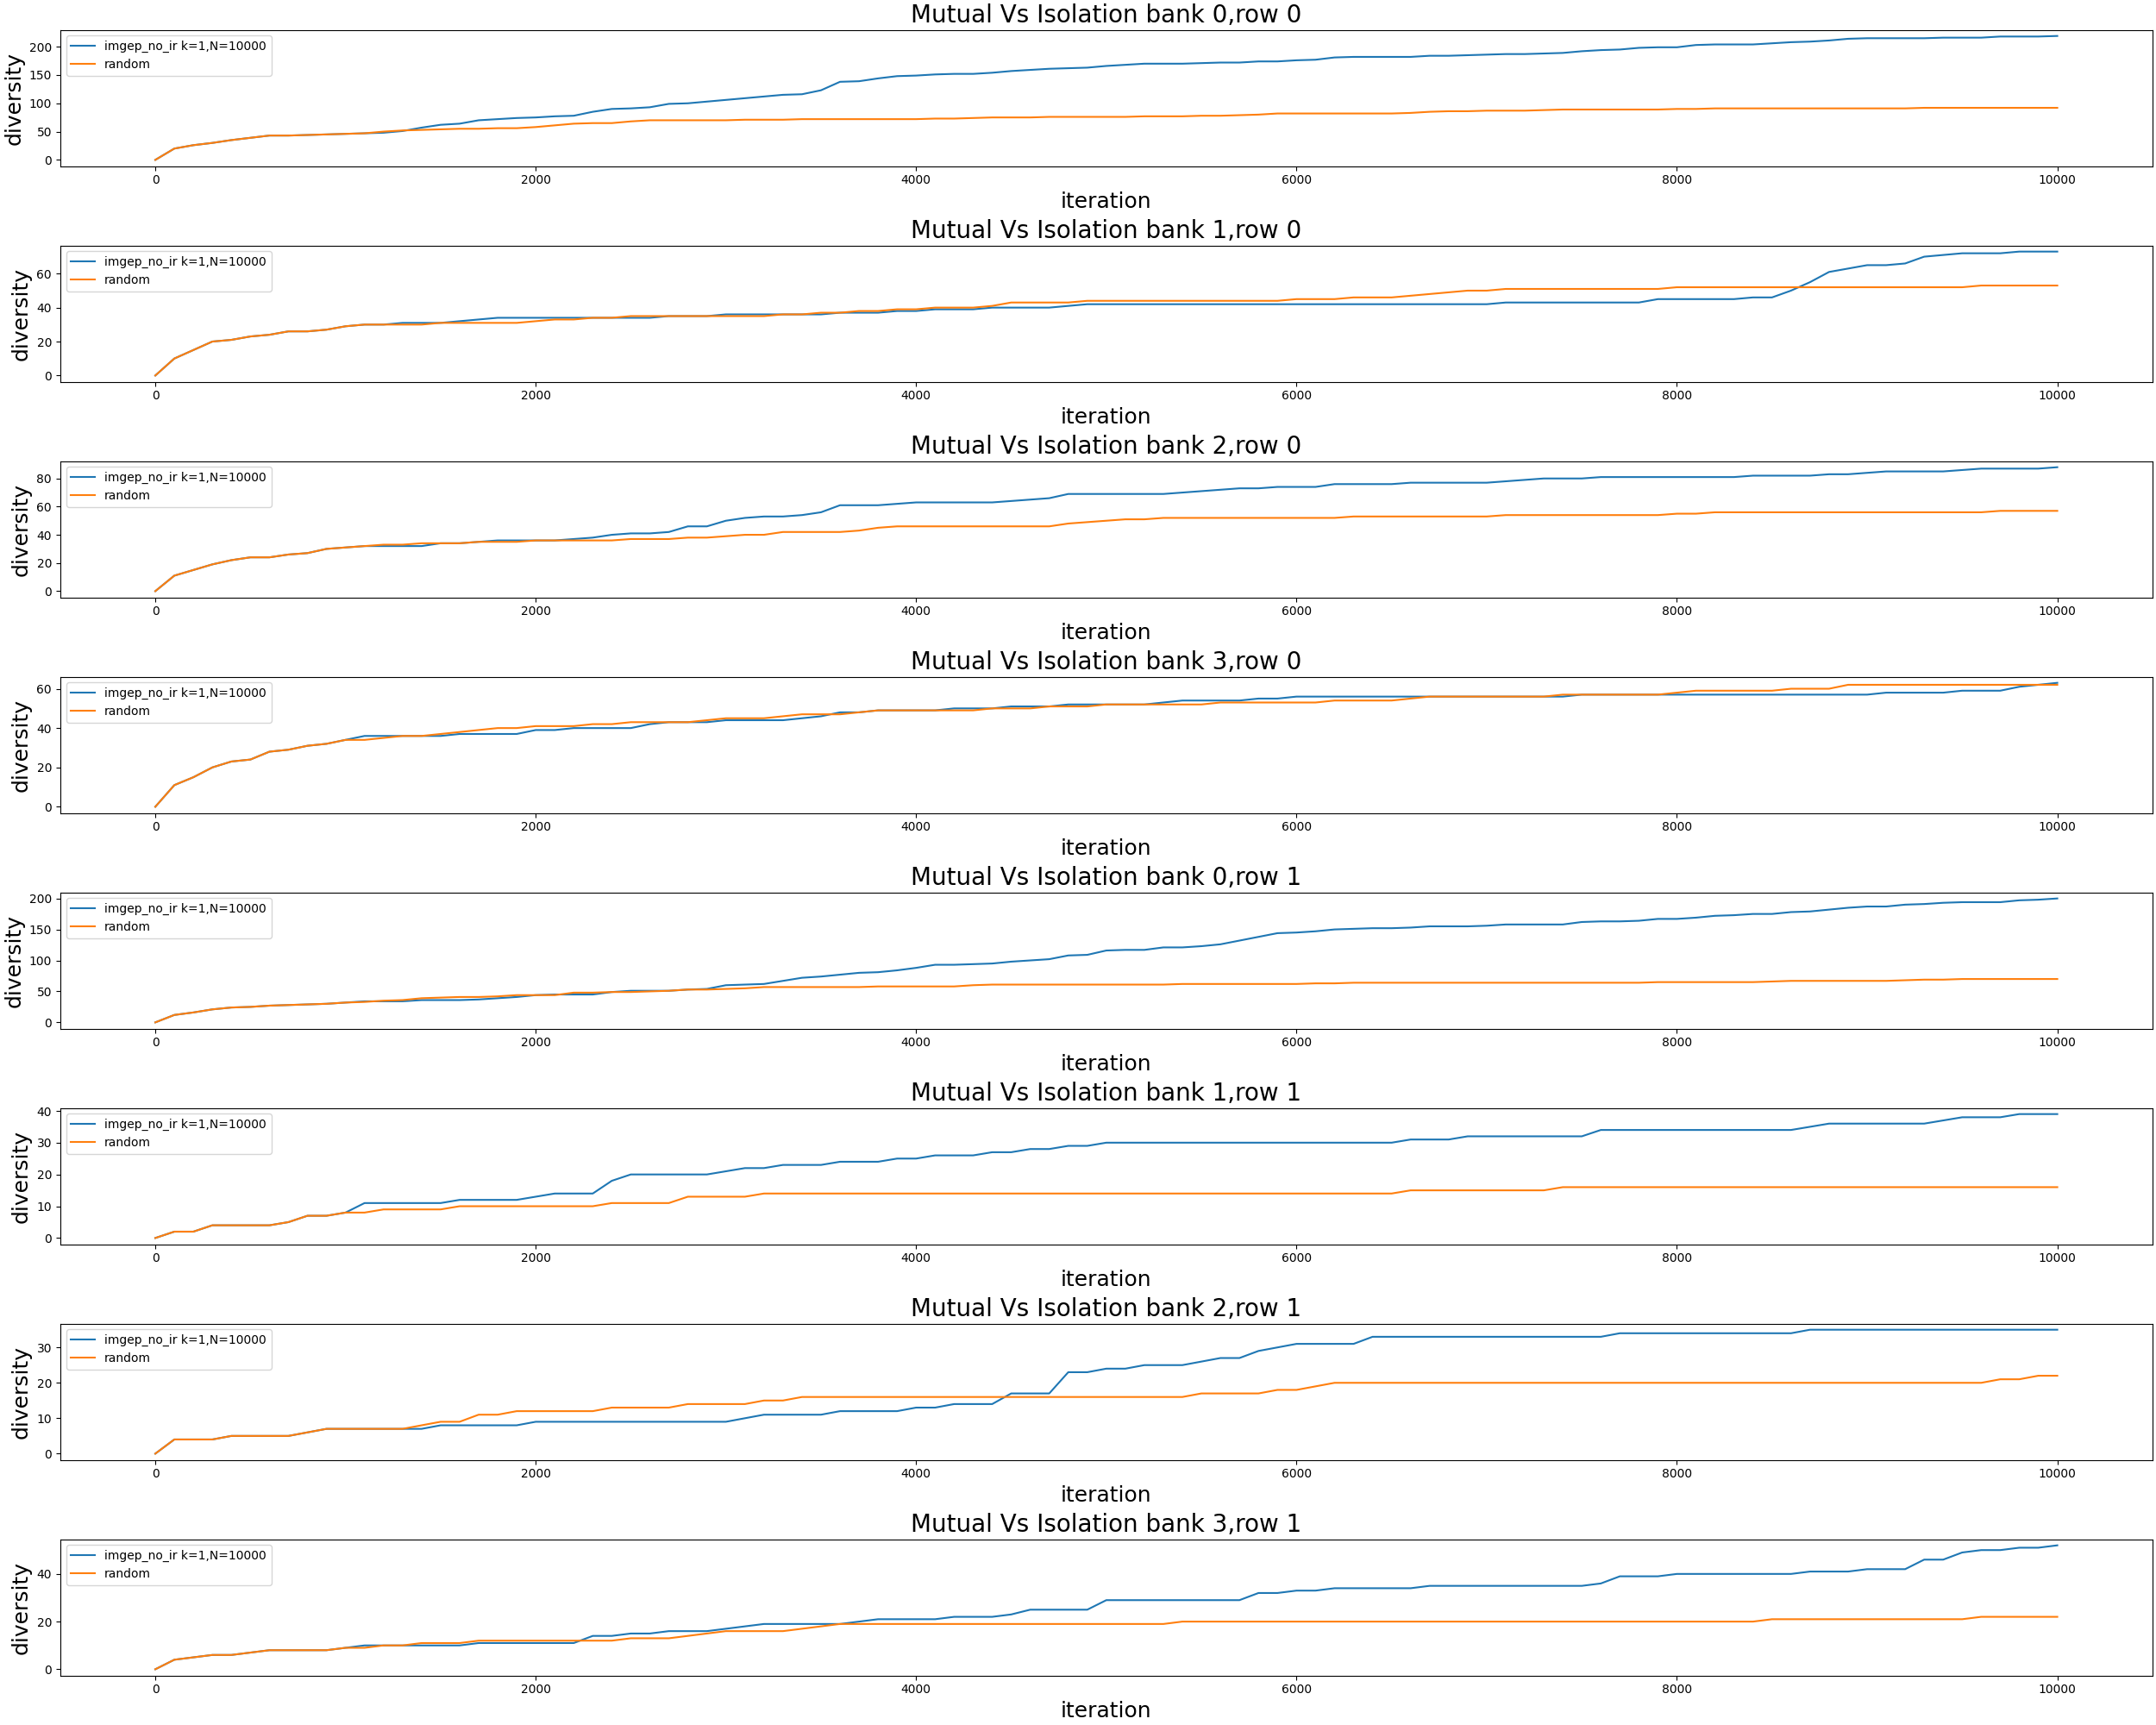 Mutual Vs Isolation bank 0,row 0
diversity
200
150
100
50
0
imgep_no_ir k=1,N=10000
random
0 2000 4000 6000 8000 10000
iteration
Mutual Vs Isolation bank 1,row 0
diversity
60
40
20
0
imgep_no_ir k=1,N=10000
random
0 2000 4000 6000 8000 10000
iteration
Mutual Vs Isolation bank 2,row 0
diversity
80
60
40
20
0
imgep_no_ir k=1,N=10000
random
0 2000 4000 6000 8000 10000
iteration
Mutual Vs Isolation bank 3,row 0
diversity
60
40
20
0
imgep_no_ir k=1,N=10000
random
0 2000 4000 6000 8000 10000
iteration
Mutual Vs Isolation bank 0,row 1
diversity
200
150
100
50
0
imgep_no_ir k=1,N=10000
random
0 2000 4000 6000 8000 10000
iteration
Mutual Vs Isolation bank 1,row 1
diversity
40
30
20
10
0
imgep_no_ir k=1,N=10000
random
0 2000 4000 6000 8000 10000
iteration
Mutual Vs Isolation bank 2,row 1
diversity
30
20
10
0
imgep_no_ir k=1,N=10000
random
0 2000 4000 6000 8000 10000
iteration
Mutual Vs Isolation bank 3,row 1
diversity
40
20
0
imgep_no_ir k=1,N=10000
random
0 2000 4000 6000 8000 10000
iteration